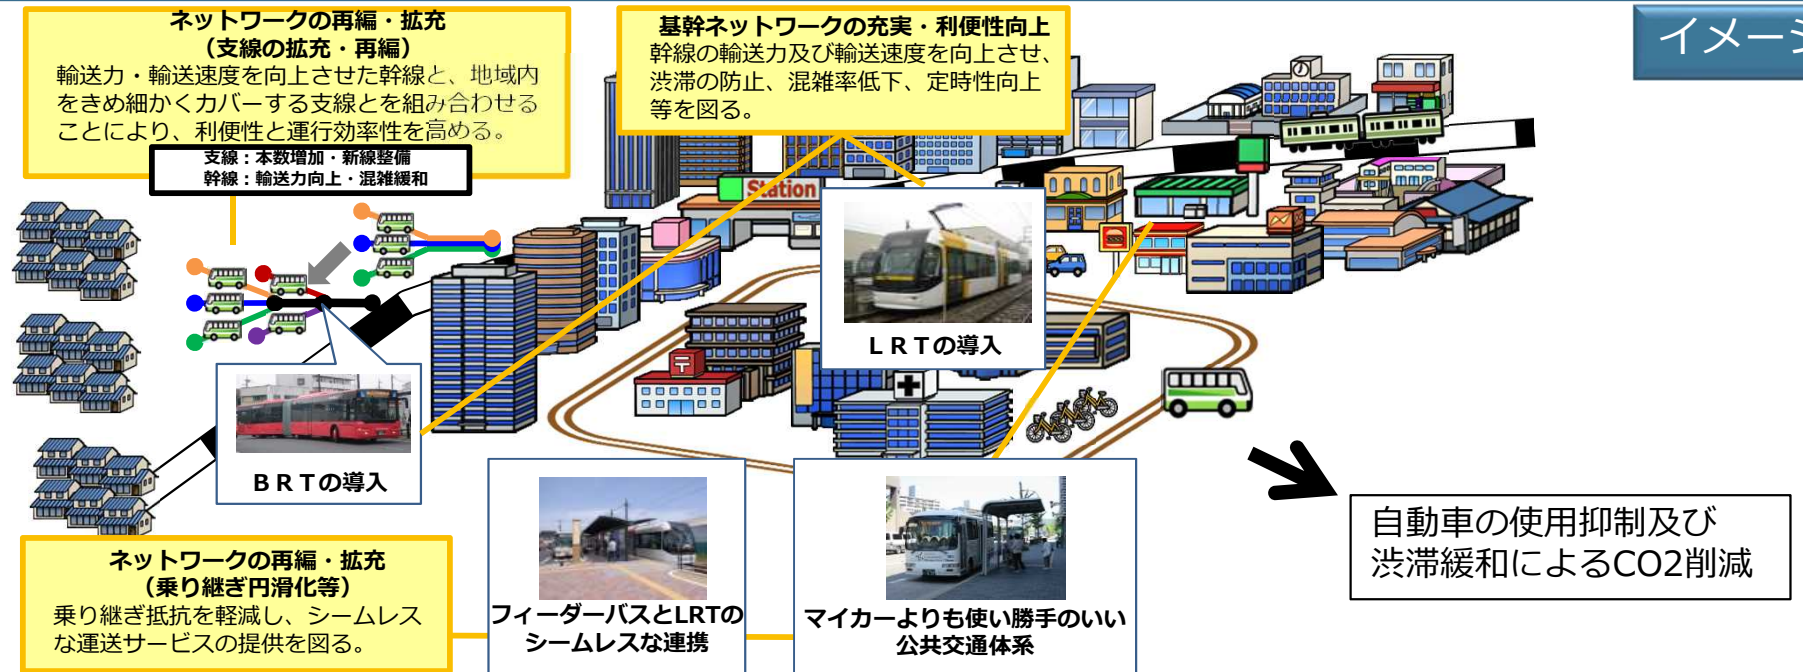 ネットワークの再編・拡充
（支線の拡充・再編）
輸送力・輸送速度を向上させた幹線と、地域内
をきめ細かくカバーする支線とを組み合わせる
ことにより、利便性と運行効率性を高める。
支線：本数増加・新線整備
幹線：輸送力向上・混雑緩和
基幹ネットワークの充実・利便性向上
幹線の輸送力及び輸送速度を向上させ、
渋滞の防止、混雑率低下、定時性向上
等を図る。
イメージ
Station
ＬＲＴの導入
ＢＲＴの導入
ネットワークの再編・拡充
（乗り継ぎ円滑化等）
乗り継ぎ抵抗を軽減し、シームレス
な運送サービスの提供を図る。
フィーダーバスとLRTの
シームレスな連携
マイカーよりも使い勝手のいい
公共交通体系
自動車の使用抑制及び
渋滞緩和によるCO2削減